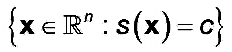 {𝐱 ∈ ℝⁿ : s(𝐱) = c}